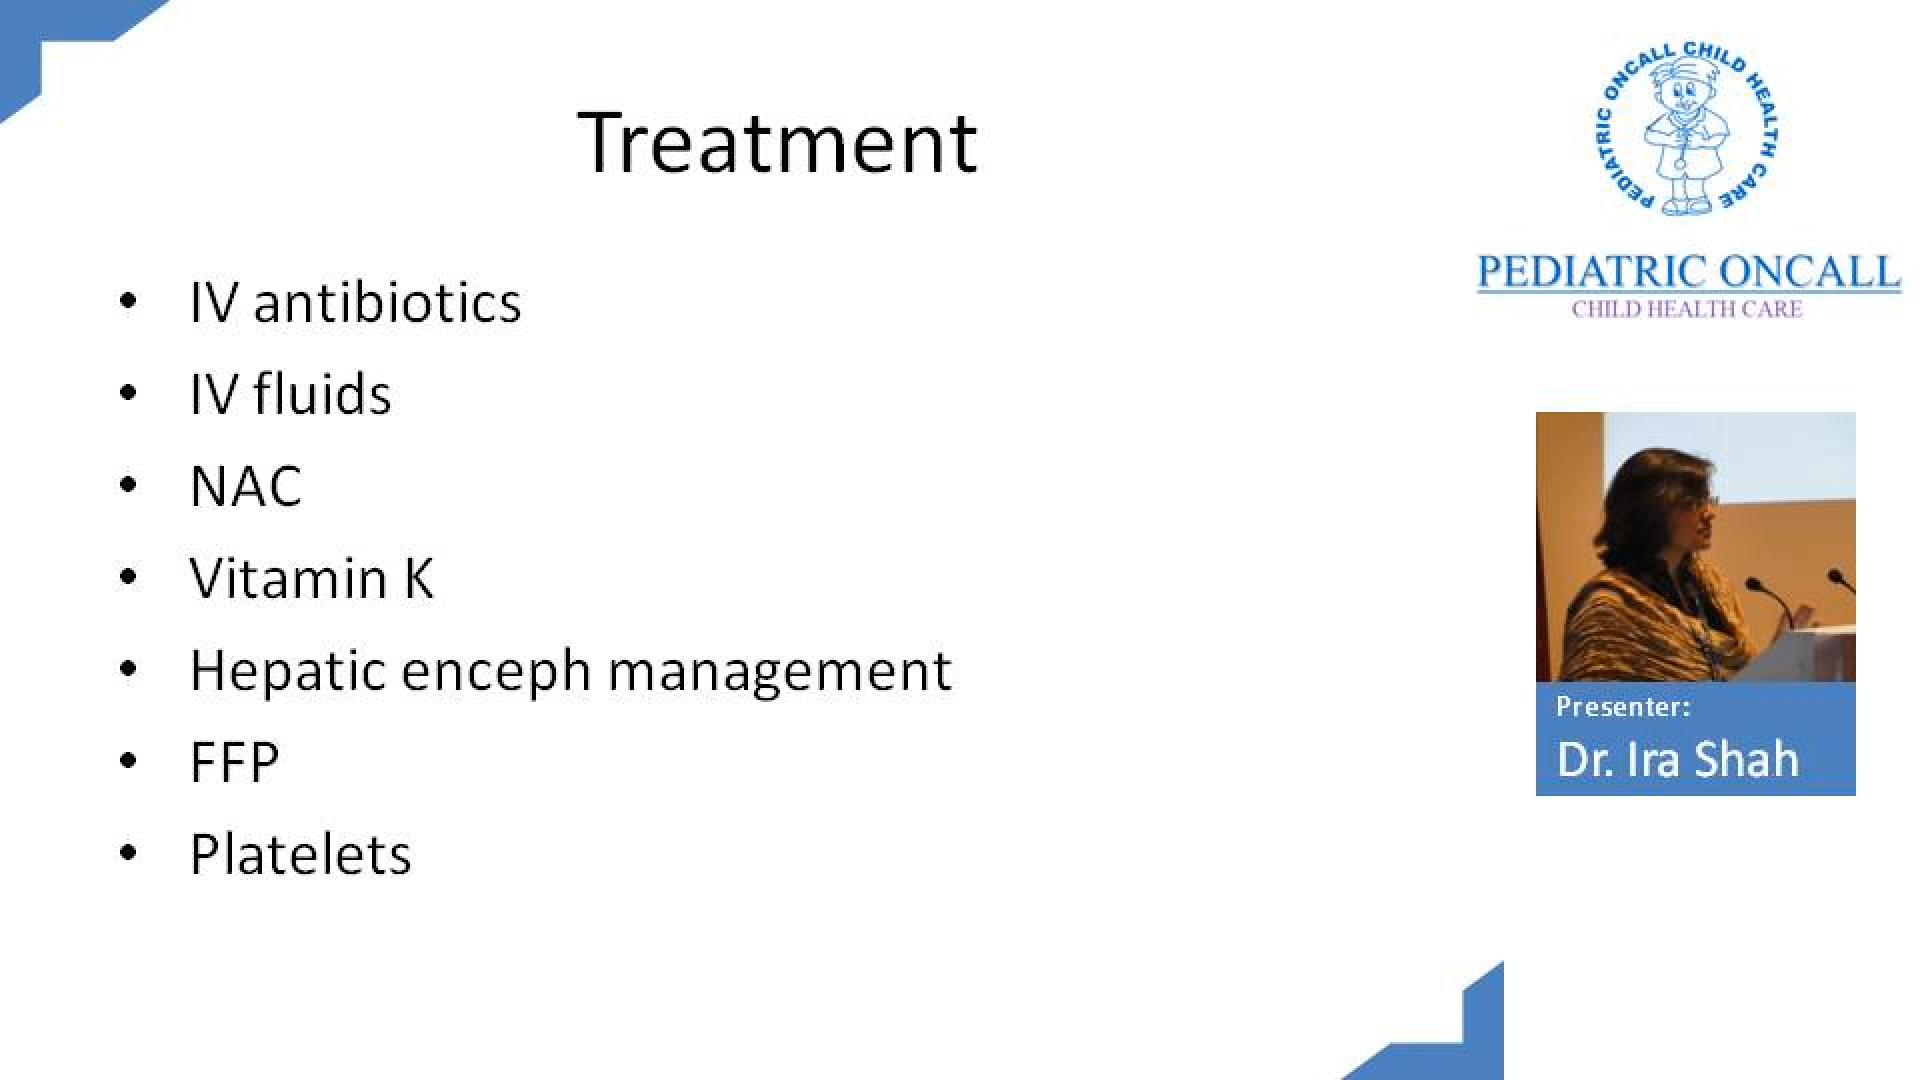 Treatment
• IV antibiotics
• IV fluids
• NAC
• Vitamin K
• Hepatic enceph management
• FFP
• Platelets
PEDIATRIC ONCALL CHILD HEALTH CARE
PEDIATRIC ONCALL
CHILD HEALTH CARE
Presenter:
Dr. Ira Shah